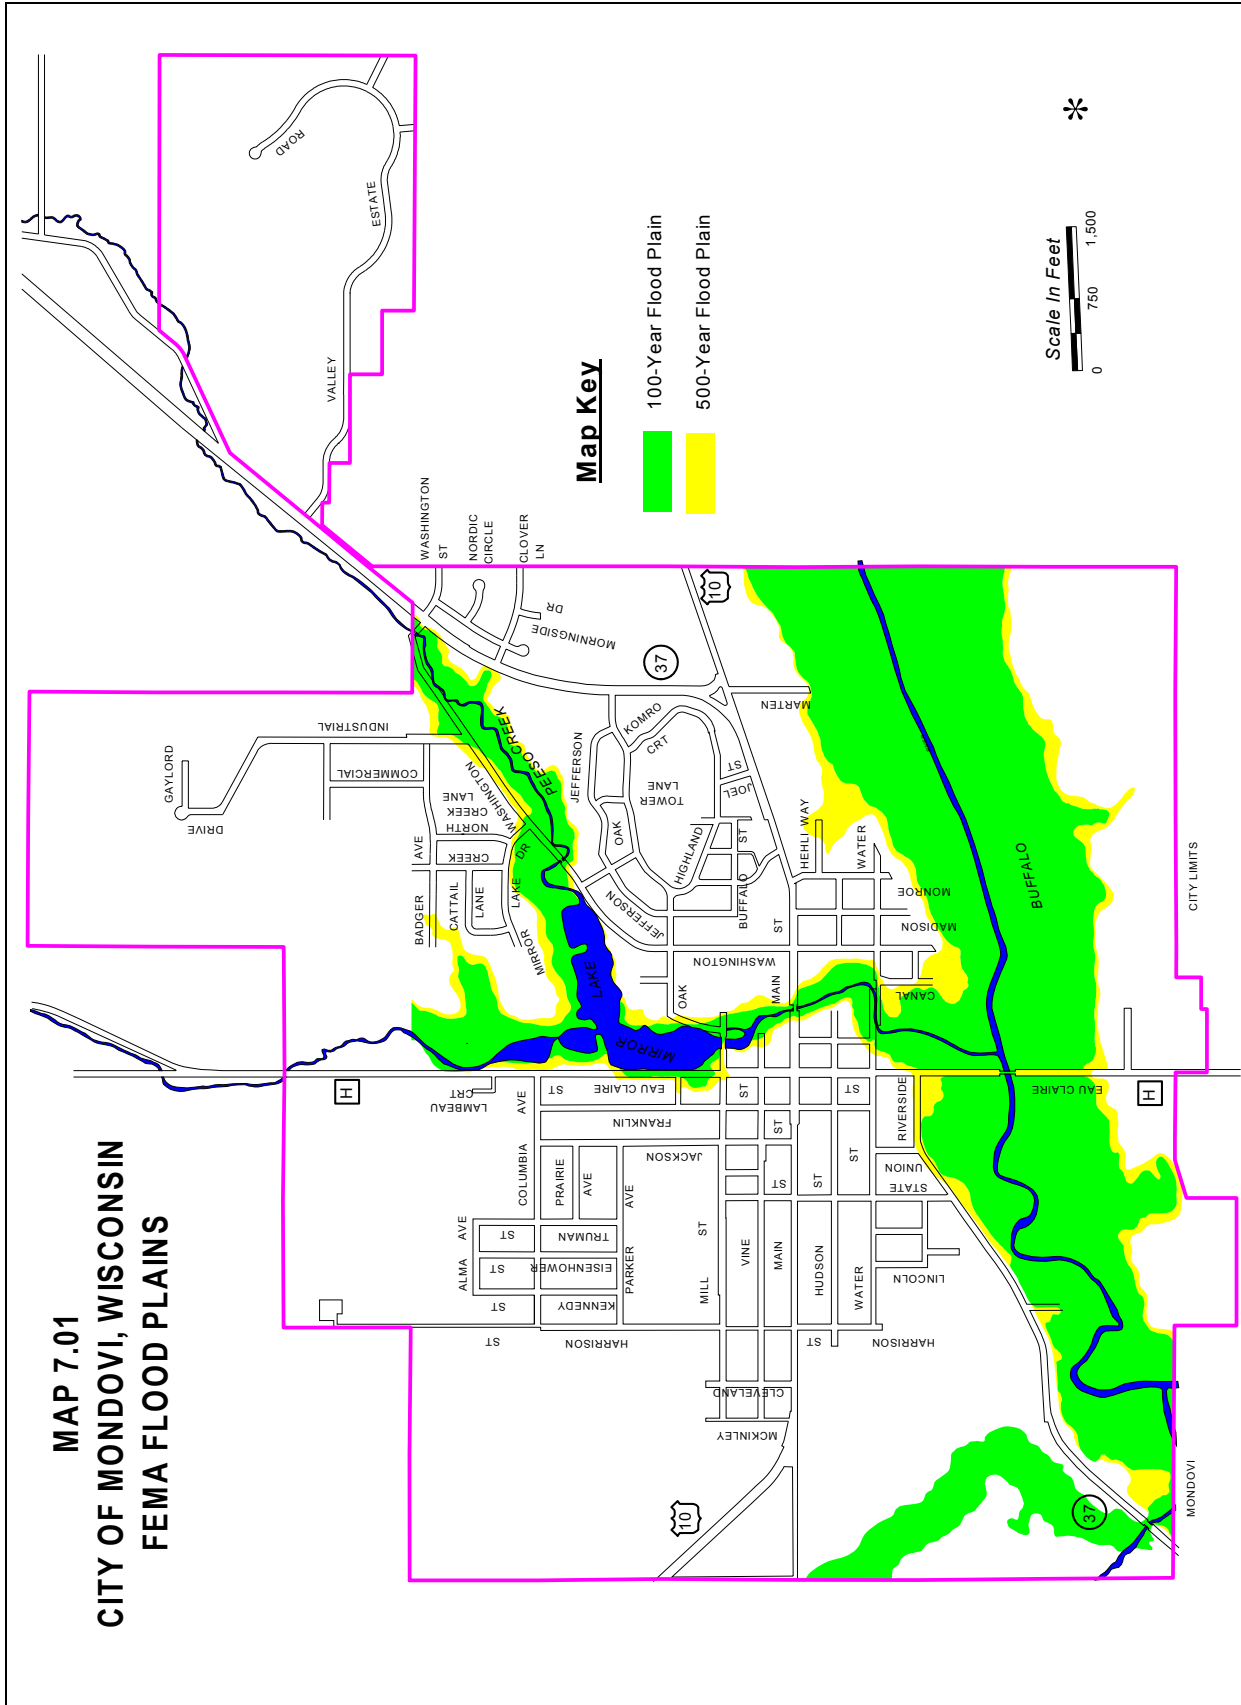 MAP 7.01
CITY OF MONDOVI, WISCONSIN
FEMA FLOOD PLAINS
Map Key
100-Year Flood Plain
500-Year Flood Plain
Scale In Feet
0
750
1,500
*
ROAD
ESTATE
VALLEY
WASHINGTON
ST
NORDIC
CIRCLE
CLOVER
LN
DR
MORNINGSIDE
10
37
MARTEN
KOMRO
CRT
JEFFERSON
TOWER
LANE
OAK
ST
JOEL
HIGHLAND
ST
BUFFALO
JEFFERSON
HEHLI WAY
WATER
MONROE
MADISON
ST
WASHINGTON
MAIN
OAK
CANAL
GAYLORD
DRIVE
INDUSTRIAL
COMMERCIAL
WASHINGTON
LANE
CREEK
NORTH
AVE
CREEK
DR
LAKE
BADGER
CATTAIL
LANE
MIRROR
PEESO CREEK
LAKE
MIRROR
BUFFALO
CITY LIMITS
H
LAMBEAU
CRT
AVE
ST
EAU CLAIRE
ST
ST
RIVERSIDE
EAU CLAIRE
H
FRANKLIN
ST
COLUMBIA
PRAIRIE
AVE
JACKSON
AVE
ST
ST
ST
UNION
STATE
AVE
ST
TRUMAN
ST
VINE
MAIN
HUDSON
ALMA
ST
EISENHOWER
PARKER
MILL
WATER
LINCOLN
ST
KENNEDY
ST
HARRISON
ST
HARRISON
CLEVELAND
MCKINLEY
10
37
MONDOVI